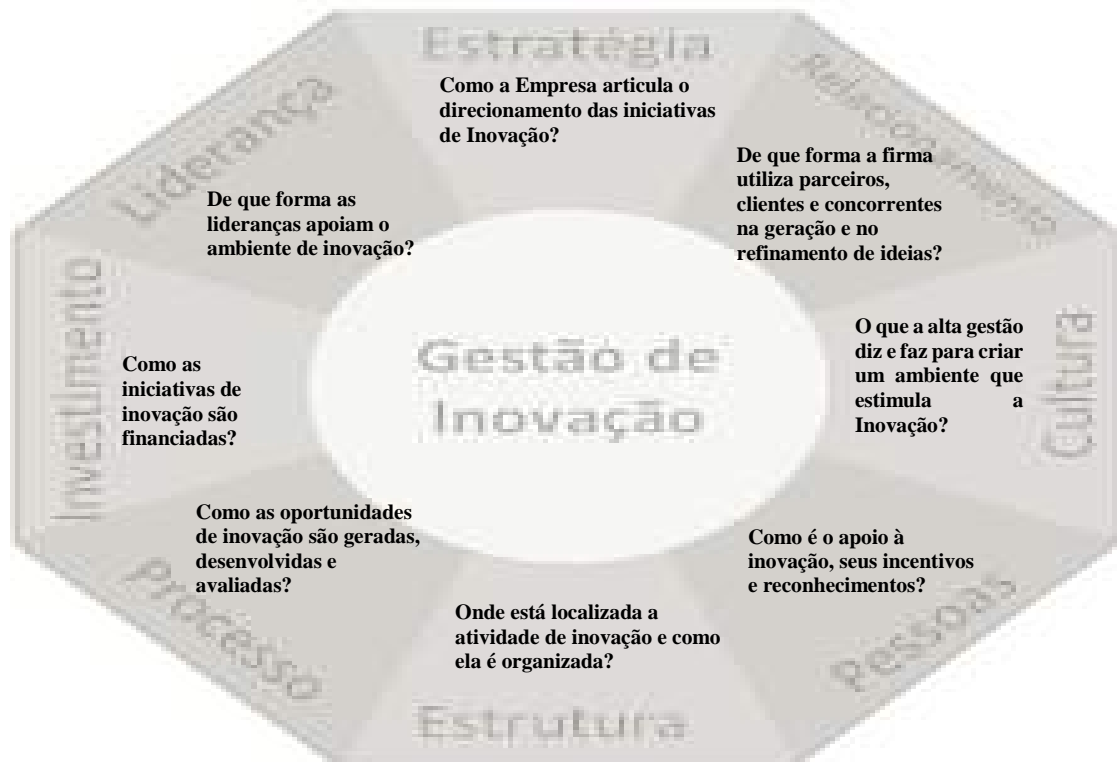 Estratégia
Como a Empresa articula o
direcionamento das iniciativas
de Inovação?
Relacionamento
De que forma a firma
utiliza parceiros,
clientes e concorrentes
na geração e no
refinamento de ideias?
Liderança
De que forma as
lideranças apoiam o
ambiente de inovação?
Gestão de
Inovação
Cultura
O que a alta gestão
diz e faz para criar
um ambiente que
estimula a
Inovação?
Investimento
Como as
iniciativas de
inovação são
financiadas?
Processo
Como as oportunidades
de inovação são geradas,
desenvolvidas e
avaliadas?
Pessoas
Como é o apoio à
inovação, seus incentivos
e reconhecimentos?
Onde está localizada a
atividade de inovação e como
ela é organizada?
Estrutura